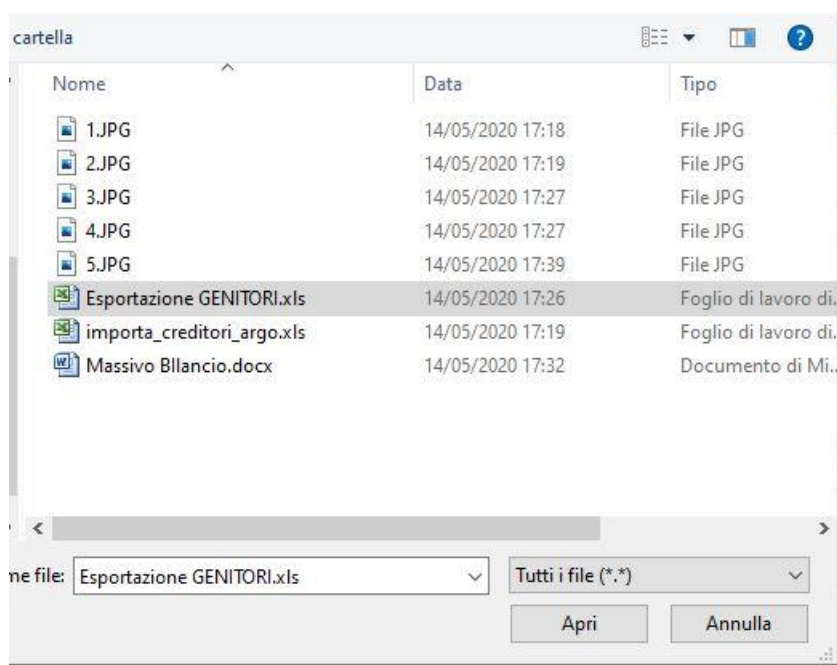 cartella
Nome Data Tipo
1.JPG 14/05/2020 17:18 File JPG
2.JPG 14/05/2020 17:19 File JPG
3.JPG 14/05/2020 17:27 File JPG
4.JPG 14/05/2020 17:27 File JPG
5.JPG 14/05/2020 17:39 File JPG
Esportazione GENITORI.xls 14/05/2020 17:26 Foglio di lavoro di.
importa_creditori_argo.xls 14/05/2020 17:19 Foglio di lavoro di.
Massivo BIlancio.docx 14/05/2020 17:32 Documento di Mi..
me file: Esportazione GENITORI.xls Tutti i file (*.*)
Apri Annulla